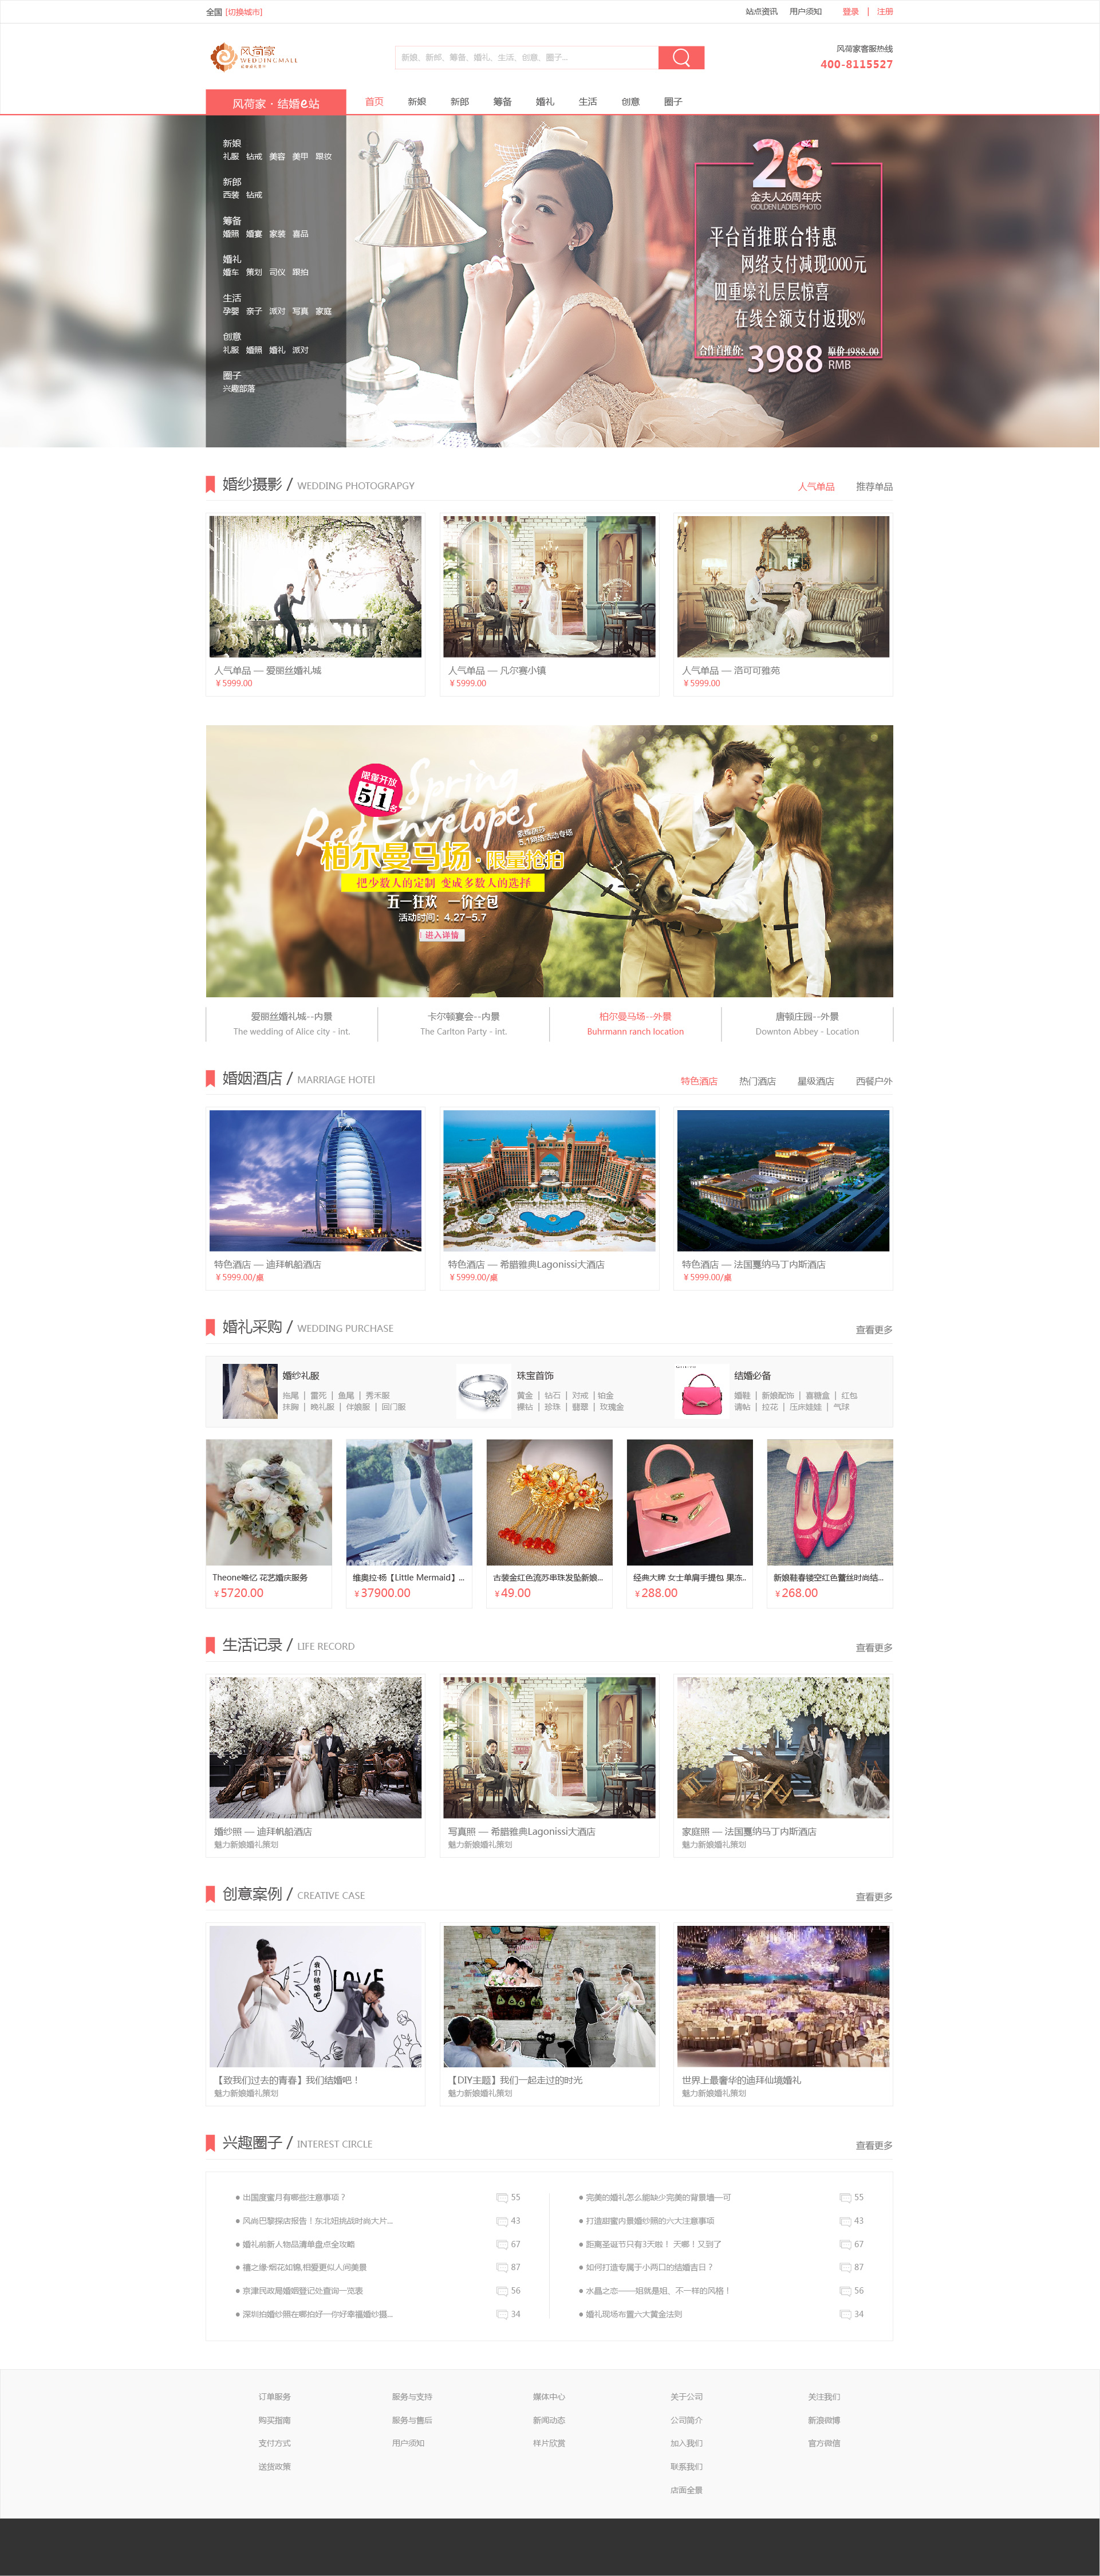 全国 [切换城市]
站点资讯 用户须知 登录 | 注册
风荷家
WEDDINGMALL
新娘、新郎、筹备、婚礼、生活、创意、圈子...
风荷家客服热线
400-8115527
风荷家·结婚e站
首页 新娘 新郎 筹备 婚礼 生活 创意 圈子
新娘
礼服 钻戒 美容 美甲 跟妆
新郎
西装 钻戒
筹备
婚照 婚宴 家装 喜品
婚礼
婚车 策划 司仪 跟拍
生活
孕婴 亲子 派对 写真 家庭
创意
礼服 婚照 婚礼 派对
圈子
兴趣部落
26
金夫人26周年庆
GOLDEN LADIES PHOTO
平台首推联合特惠
网络支付减现1000元
四重壕礼层层惊喜
在线全额支付返现8%
合作首推价: 3988 原价4988.00
RMB
婚纱摄影 / WEDDING PHOTOGRAPGY
人气单品 推荐单品
人气单品 — 爱丽丝婚礼城
¥ 5999.00
人气单品 — 凡尔赛小镇
¥ 5999.00
人气单品 — 洛可可雅苑
¥ 5999.00
限量开放
51名
Spring
Red Envelopes
5.1网络活动专场
柏尔曼马场·限量抢拍
把少数人的定制 变成多数人的选择
五一狂欢 一价全包
活动时间：4.27-5.7
进入详情
爱丽丝婚礼城--内景
The wedding of Alice city - int.
卡尔顿宴会--内景
The Carlton Party - int.
柏尔曼马场--外景
Buhrmann ranch location
唐顿庄园--外景
Downton Abbey - Location
婚姻酒店 / MARRIAGE HOTEl
特色酒店 热门酒店 星级酒店 西餐户外
特色酒店 — 迪拜帆船酒店
¥ 5999.00/桌
特色酒店 — 希腊雅典Lagonissi大酒店
¥ 5999.00/桌
特色酒店 — 法国戛纳马丁内斯酒店
¥ 5999.00/桌
婚礼采购 / WEDDING PURCHASE
查看更多
婚纱礼服
拖尾 | 蕾死 | 鱼尾 | 秀禾服
抹胸 | 晚礼服 | 伴娘服 | 回门服
珠宝首饰
黄金 | 钻石 | 对戒 | 铂金
裸钻 | 珍珠 | 翡翠 | 玫瑰金
结婚必备
婚鞋 | 新娘配饰 | 喜糖盒 | 红包
请帖 | 拉花 | 压床娃娃 | 气球
Theone唯忆 花艺婚庆服务
¥ 5720.00
维奥拉·杨【Little Mermaid】...
¥ 37900.00
古装金红色流苏串珠发坠新娘...
¥ 49.00
经典大牌 女士单肩手提包 果冻..
¥ 288.00
新娘鞋春镂空红色蕾丝时尚结...
¥ 268.00
生活记录 / LIFE RECORD
查看更多
婚纱照 — 迪拜帆船酒店
魅力新娘婚礼策划
写真照 — 希腊雅典Lagonissi大酒店
魅力新娘婚礼策划
家庭照 — 法国戛纳马丁内斯酒店
魅力新娘婚礼策划
创意案例 / CREATIVE CASE
查看更多
我们结婚吧！
LOVE
【致我们过去的青春】我们结婚吧！
魅力新娘婚礼策划
【DIY主题】我们一起走过的时光
魅力新娘婚礼策划
世界上最奢华的迪拜仙境婚礼
魅力新娘婚礼策划
兴趣圈子 / INTEREST CIRCLE
查看更多
● 出国度蜜月有哪些注意事项？ 55
● 风尚巴黎探店报告！东北妞挑战时尚大片... 43
● 婚礼前新人物品清单盘点全攻略 67
● 禧之缘·烟花如锦,相爱更似人间美景 87
● 京津民政局婚姻登记处查询一览表 56
● 深圳拍婚纱照在哪拍好—你好幸福婚纱摄... 34
● 完美的婚礼怎么能缺少完美的背景墙—可 55
● 打造甜蜜内景婚纱照的六大注意事项 43
● 距离圣诞节只有3天啦！ 天哪！又到了 67
● 如何打造专属于小两口的结婚吉日？ 87
● 水晶之恋——姐就是姐、不一样的风格！ 56
● 婚礼现场布置六大黄金法则 34
订单服务 服务与支持 媒体中心 关于公司 关注我们
购买指南 服务与售后 新闻动态 公司简介 新浪微博
支付方式 用户须知 样片欣赏 加入我们 官方微信
送货政策 联系我们
店面全景